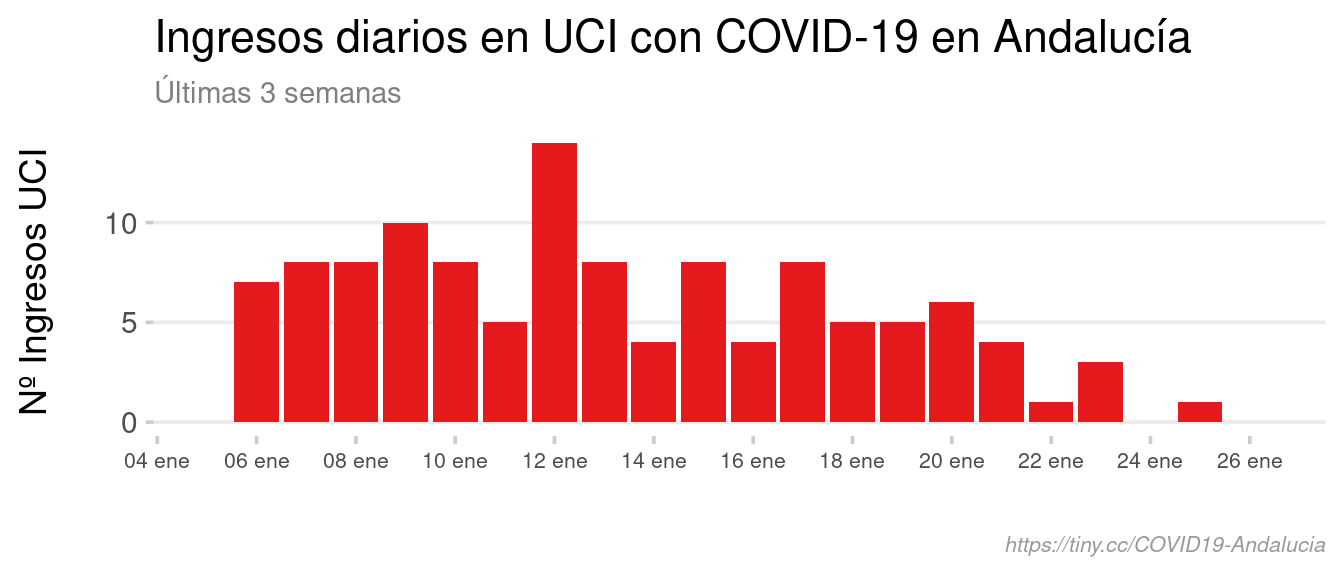 Ingresos diarios en UCI con COVID-19 en Andalucía
Últimas 3 semanas
Nº Ingresos UCI
10
5
0
04 ene 06 ene 08 ene 10 ene 12 ene 14 ene 16 ene 18 ene 20 ene 22 ene 24 ene 26 ene
https://tiny.cc/COVID19-Andalucia